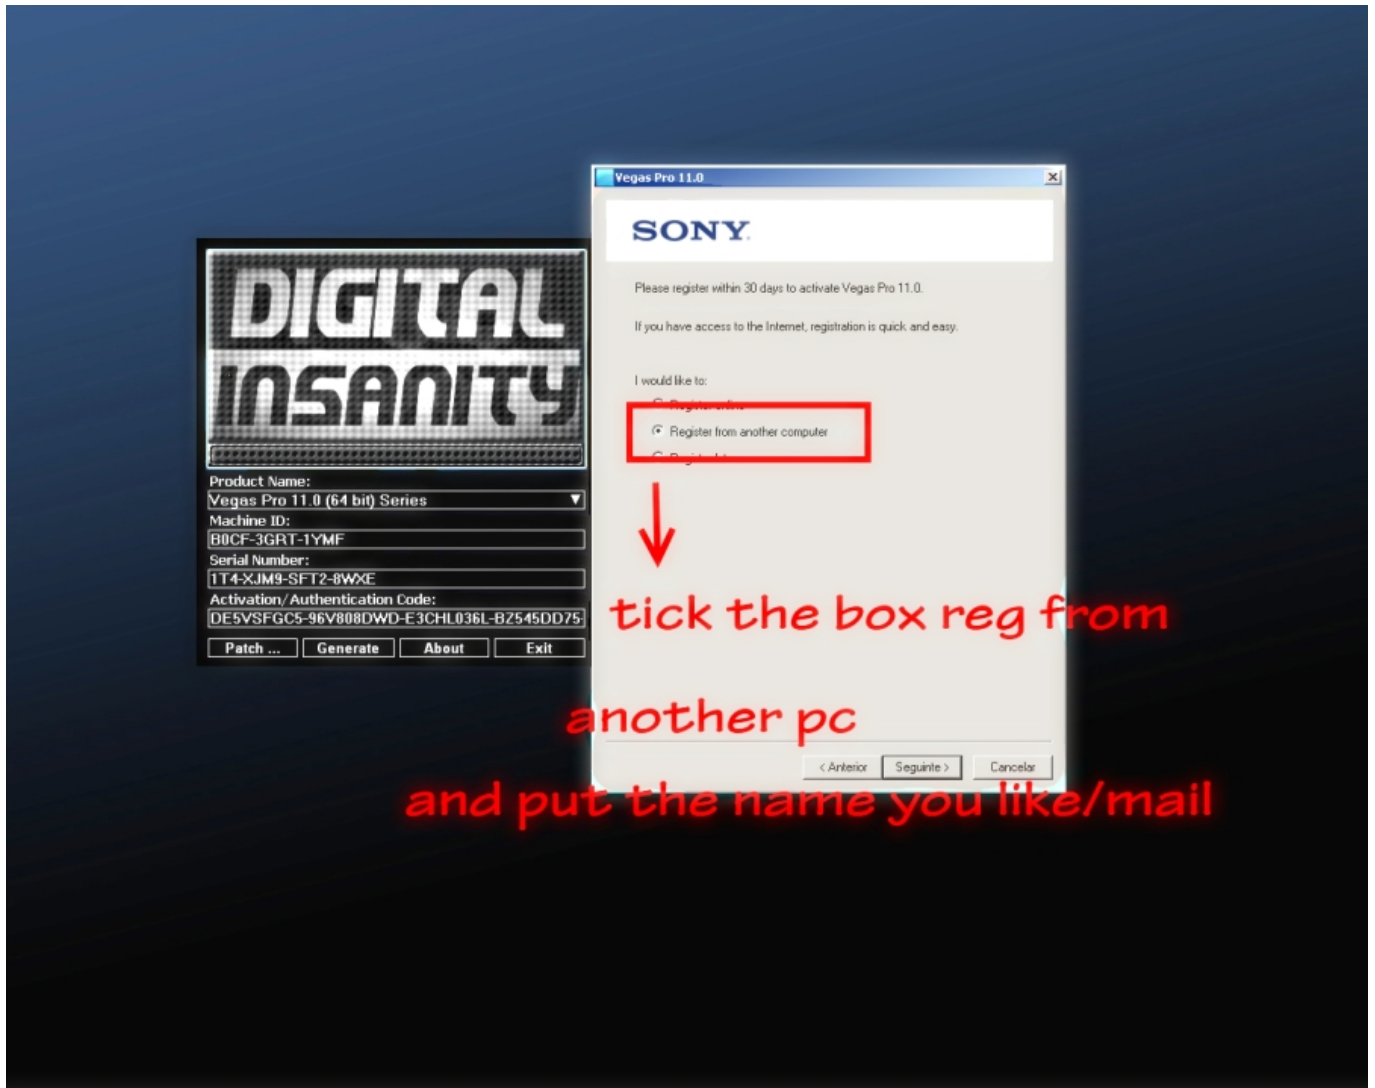 DIGITAL
INSANITY
Product Name:
Vegas Pro 11.0 (64 bit) Series
Machine ID:
B0CF-3GRT-1YMF
Serial Number:
1T4-XJM9-SFT2-8WXE
Activation/Authentication Code:
DE5VSFGC5-96V808DWD-E3CHL036L-BZ545DD75-
Patch ... Generate About Exit
Vegas Pro 11.0
SONY
Please register within 30 days to activate Vegas Pro 11.0.
If you have access to the Internet, registration is quick and easy.
I would like to:
Register from another computer
tick the box reg from
another pc
< Anterior Seguinte > Cancelar
and put the name you like/mail